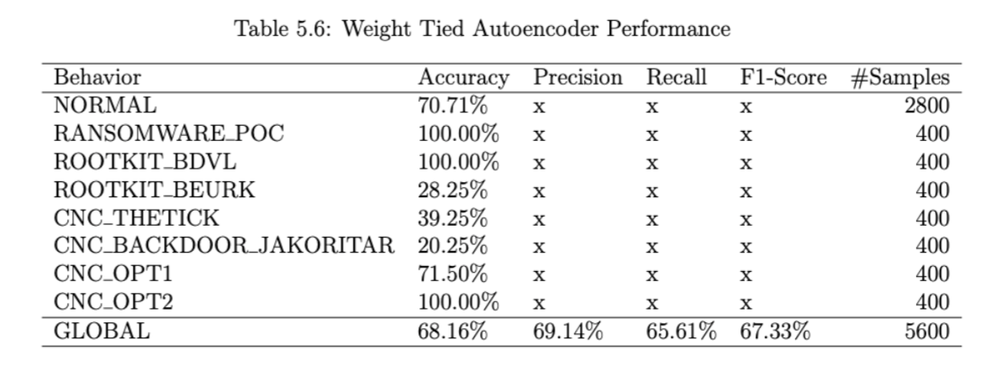 Table 5.6: Weight Tied Autoencoder Performance
Behavior Accuracy Precision Recall F1-Score #Samples
NORMAL 70.71% x x x 2800
RANSOMWARE_POC 100.00% x x x 400
ROOTKIT_BDVL 100.00% x x x 400
ROOTKIT_BEURK 28.25% x x x 400
CNC_THETICK 39.25% x x x 400
CNC_BACKDOOR_JAKORITAR 20.25% x x x 400
CNC_OPT1 71.50% x x x 400
CNC_OPT2 100.00% x x x 400
GLOBAL 68.16% 69.14% 65.61% 67.33% 5600